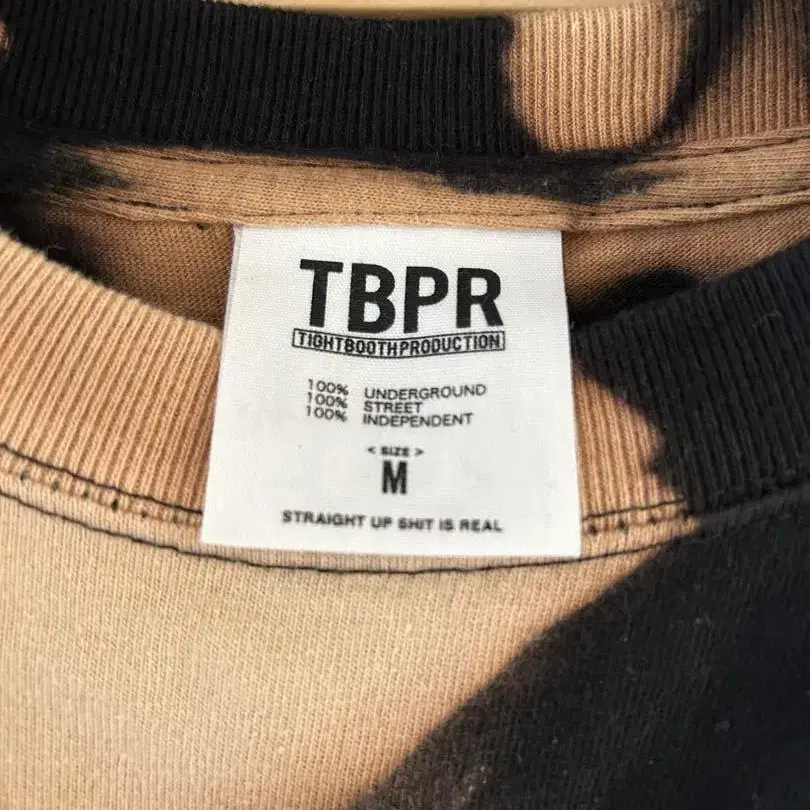 TBPR
TIGHTBOOTHPRODUCTION
100% UNDERGROUND
100% STREET
100% INDEPENDENT
< SIZE >
M
STRAIGHT UP SHIT IS REAL